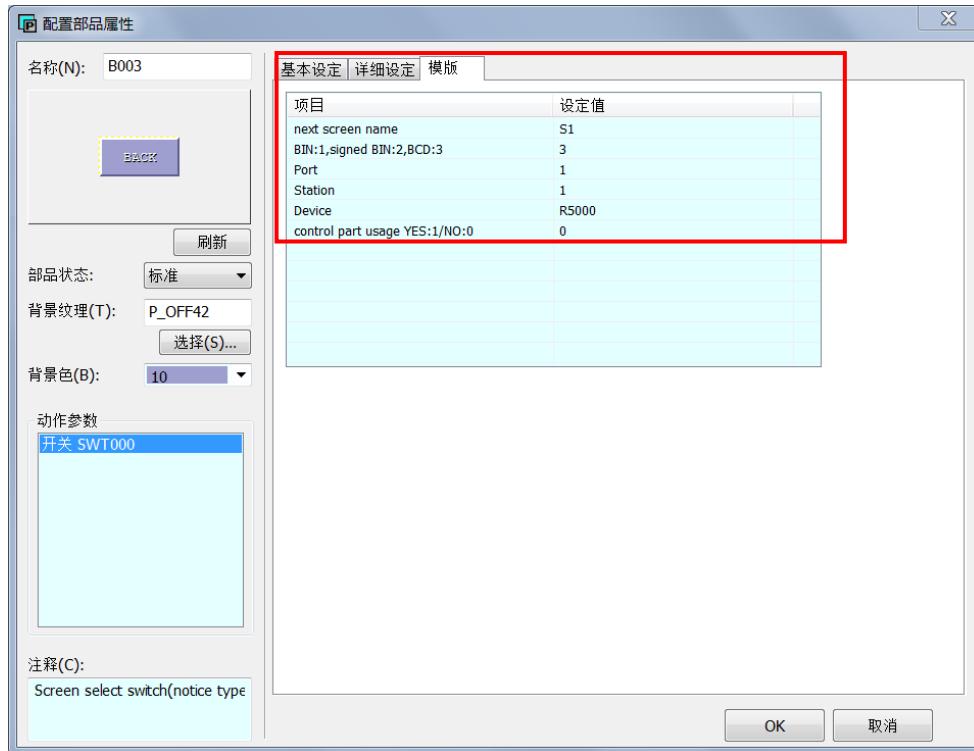 配置部品属性
名称(N): B003
BACK
刷新
部品状态: 标准
背景纹理(T): P_OFF42
选择(S)...
背景色(B): 10
动作参数
开关 SWT000
注释(C):
Screen select switch(notice type
基本设定 详细设定 模版
项目 设定值
next screen name S1
BIN:1,signed BIN:2,BCD:3 3
Port 1
Station 1
Device R5000
control part usage YES:1/NO:0 0
OK 取消